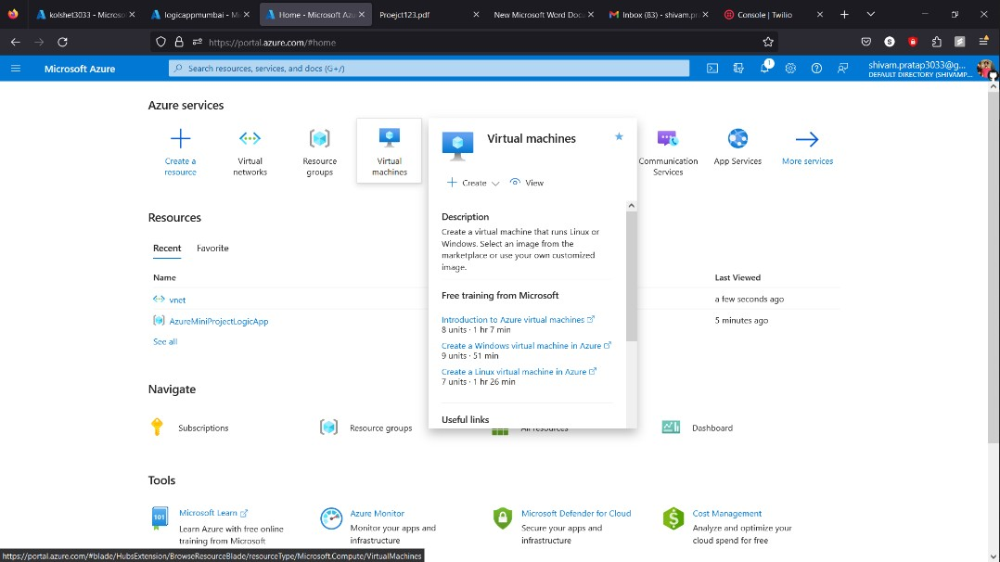 kolshet3033 - Microso
logicappmumbai - Mi
Home - Microsoft Azu
Proejct123.pdf
New Microsoft Word Doc
Inbox (83) - shivam.pr
Console | Twilio
https://portal.azure.com/#home
Microsoft Azure
Search resources, services, and docs (G+/)
1
shivam.pratap3033@g...
DEFAULT DIRECTORY (SHIVAMP...
Azure services
Create a
resource
Virtual
networks
Resource
groups
Virtual
machines
Virtual machines
Create
View
Description
Create a virtual machine that runs Linux or
Windows. Select an image from the
marketplace or use your own customized
image.
Free training from Microsoft
Introduction to Azure virtual machines
8 units · 1 hr 7 min
Create a Windows virtual machine in Azure
9 units · 51 min
Create a Linux virtual machine in Azure
7 units · 1 hr 26 min
Useful links
Communication
Services
App Services
More services
Resources
Recent
Favorite
Name
Last Viewed
vnet
a few seconds ago
AzureMiniProjectLogicApp
5 minutes ago
See all
Navigate
Subscriptions
Resource groups
All resources
Dashboard
Tools
101
Microsoft Learn
Learn Azure with free online
training from Microsoft
Azure Monitor
Monitor your apps and
infrastructure
Microsoft Defender for Cloud
Secure your apps and
infrastructure
Cost Management
Analyze and optimize your
cloud spend for free
https://portal.azure.com/#blade/HubsExtension/BrowseResourceBlade/resourceType/Microsoft.Compute/VirtualMachines